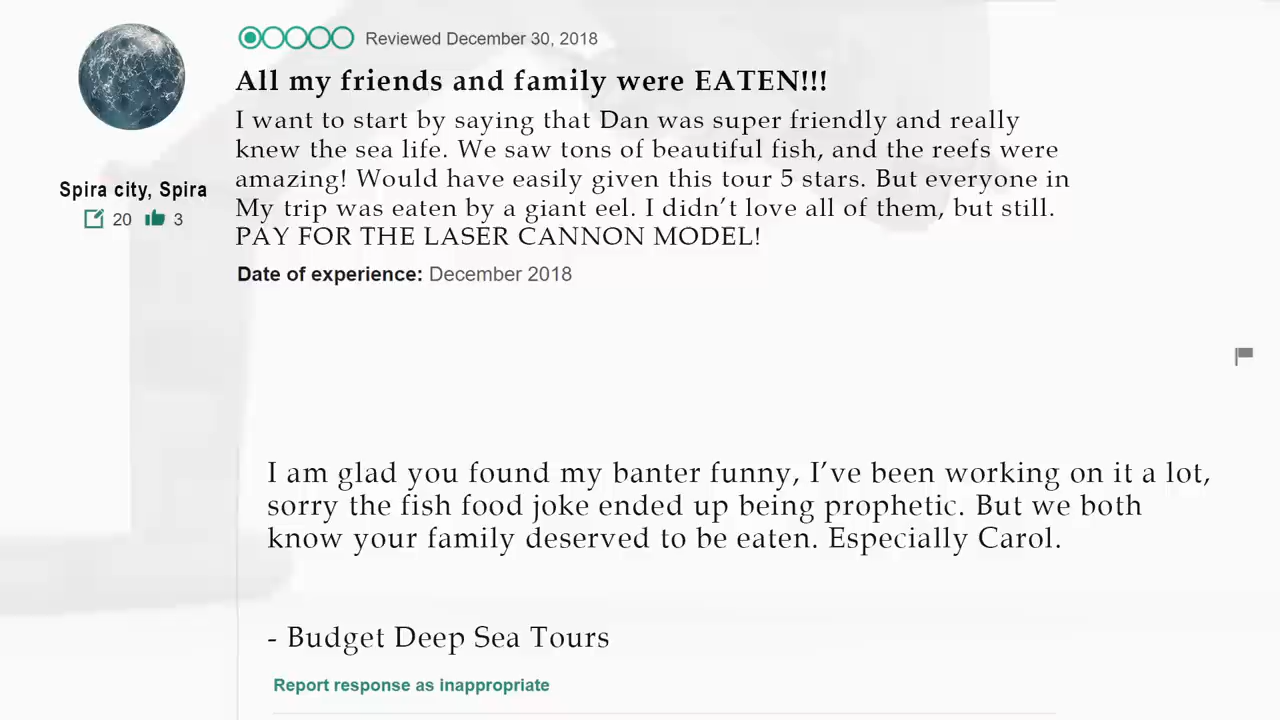 Reviewed December 30, 2018
All my friends and family were EATEN!!!
I want to start by saying that Dan was super friendly and really
knew the sea life. We saw tons of beautiful fish, and the reefs were
amazing! Would have easily given this tour 5 stars. But everyone in
My trip was eaten by a giant eel. I didn't love all of them, but still.
PAY FOR THE LASER CANNON MODEL!
Spira city, Spira
20 3
Date of experience: December 2018
I am glad you found my banter funny, I've been working on it a lot,
sorry the fish food joke ended up being prophetic. But we both
know your family deserved to be eaten. Especially Carol.
- Budget Deep Sea Tours
Report response as inappropriate